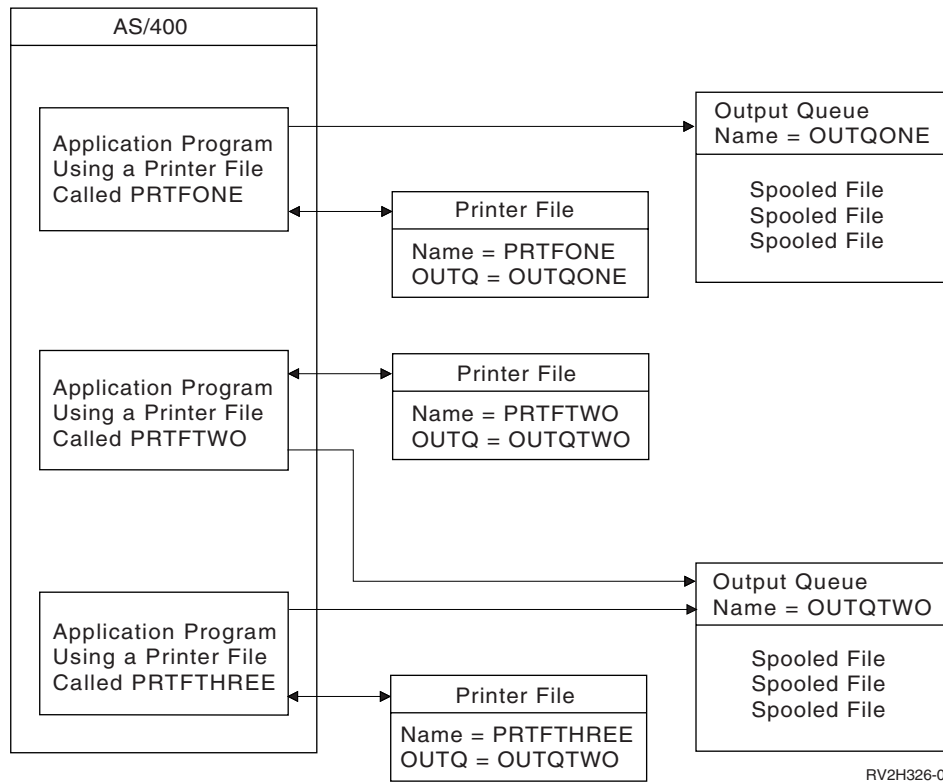 AS/400
Application Program
Using a Printer File
Called PRTFONE
Output Queue
Name = OUTQONE
Spooled File
Spooled File
Spooled File
Printer File
Name = PRTFONE
OUTQ = OUTQONE
Application Program
Using a Printer File
Called PRTFTWO
Printer File
Name = PRTFTWO
OUTQ = OUTQTWO
Output Queue
Name = OUTQTWO
Spooled File
Spooled File
Spooled File
Application Program
Using a Printer File
Called PRTFTHREE
Printer File
Name = PRTFTHREE
OUTQ = OUTQTWO